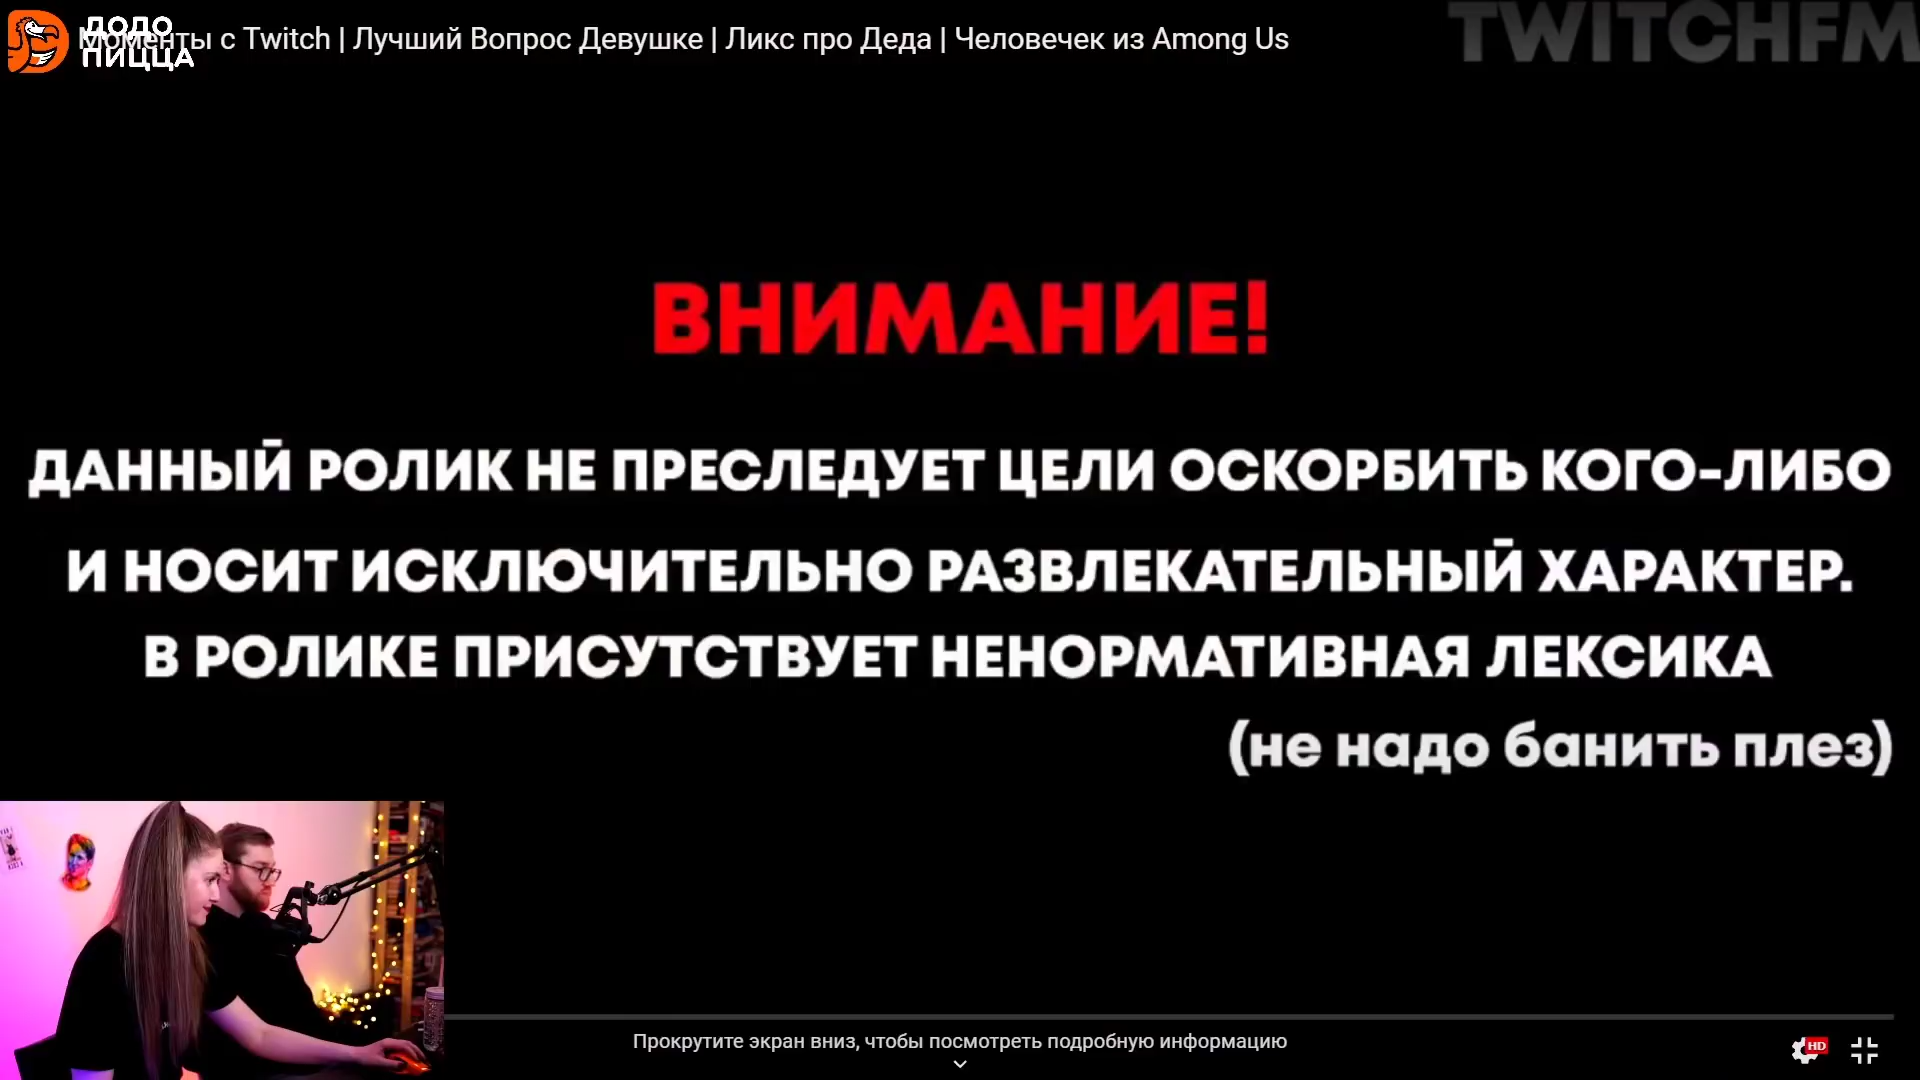 ДОДО
ПИЦЦА
Моменты с Twitch | Лучший Вопрос Девушке | Ликс про Деда | Человечек из Among Us
TWITCHFM
ВНИМАНИЕ!
ДАННЫЙ РОЛИК НЕ ПРЕСЛЕДУЕТ ЦЕЛИ ОСКОРБИТЬ КОГО-ЛИБО
И НОСИТ ИСКЛЮЧИТЕЛЬНО РАЗВЛЕКАТЕЛЬНЫЙ ХАРАКТЕР.
В РОЛИКЕ ПРИСУТСТВУЕТ НЕНОРМАТИВНАЯ ЛЕКСИКА
(не надо банить плез)
Прокрутите экран вниз, чтобы посмотреть подробную информацию
HD